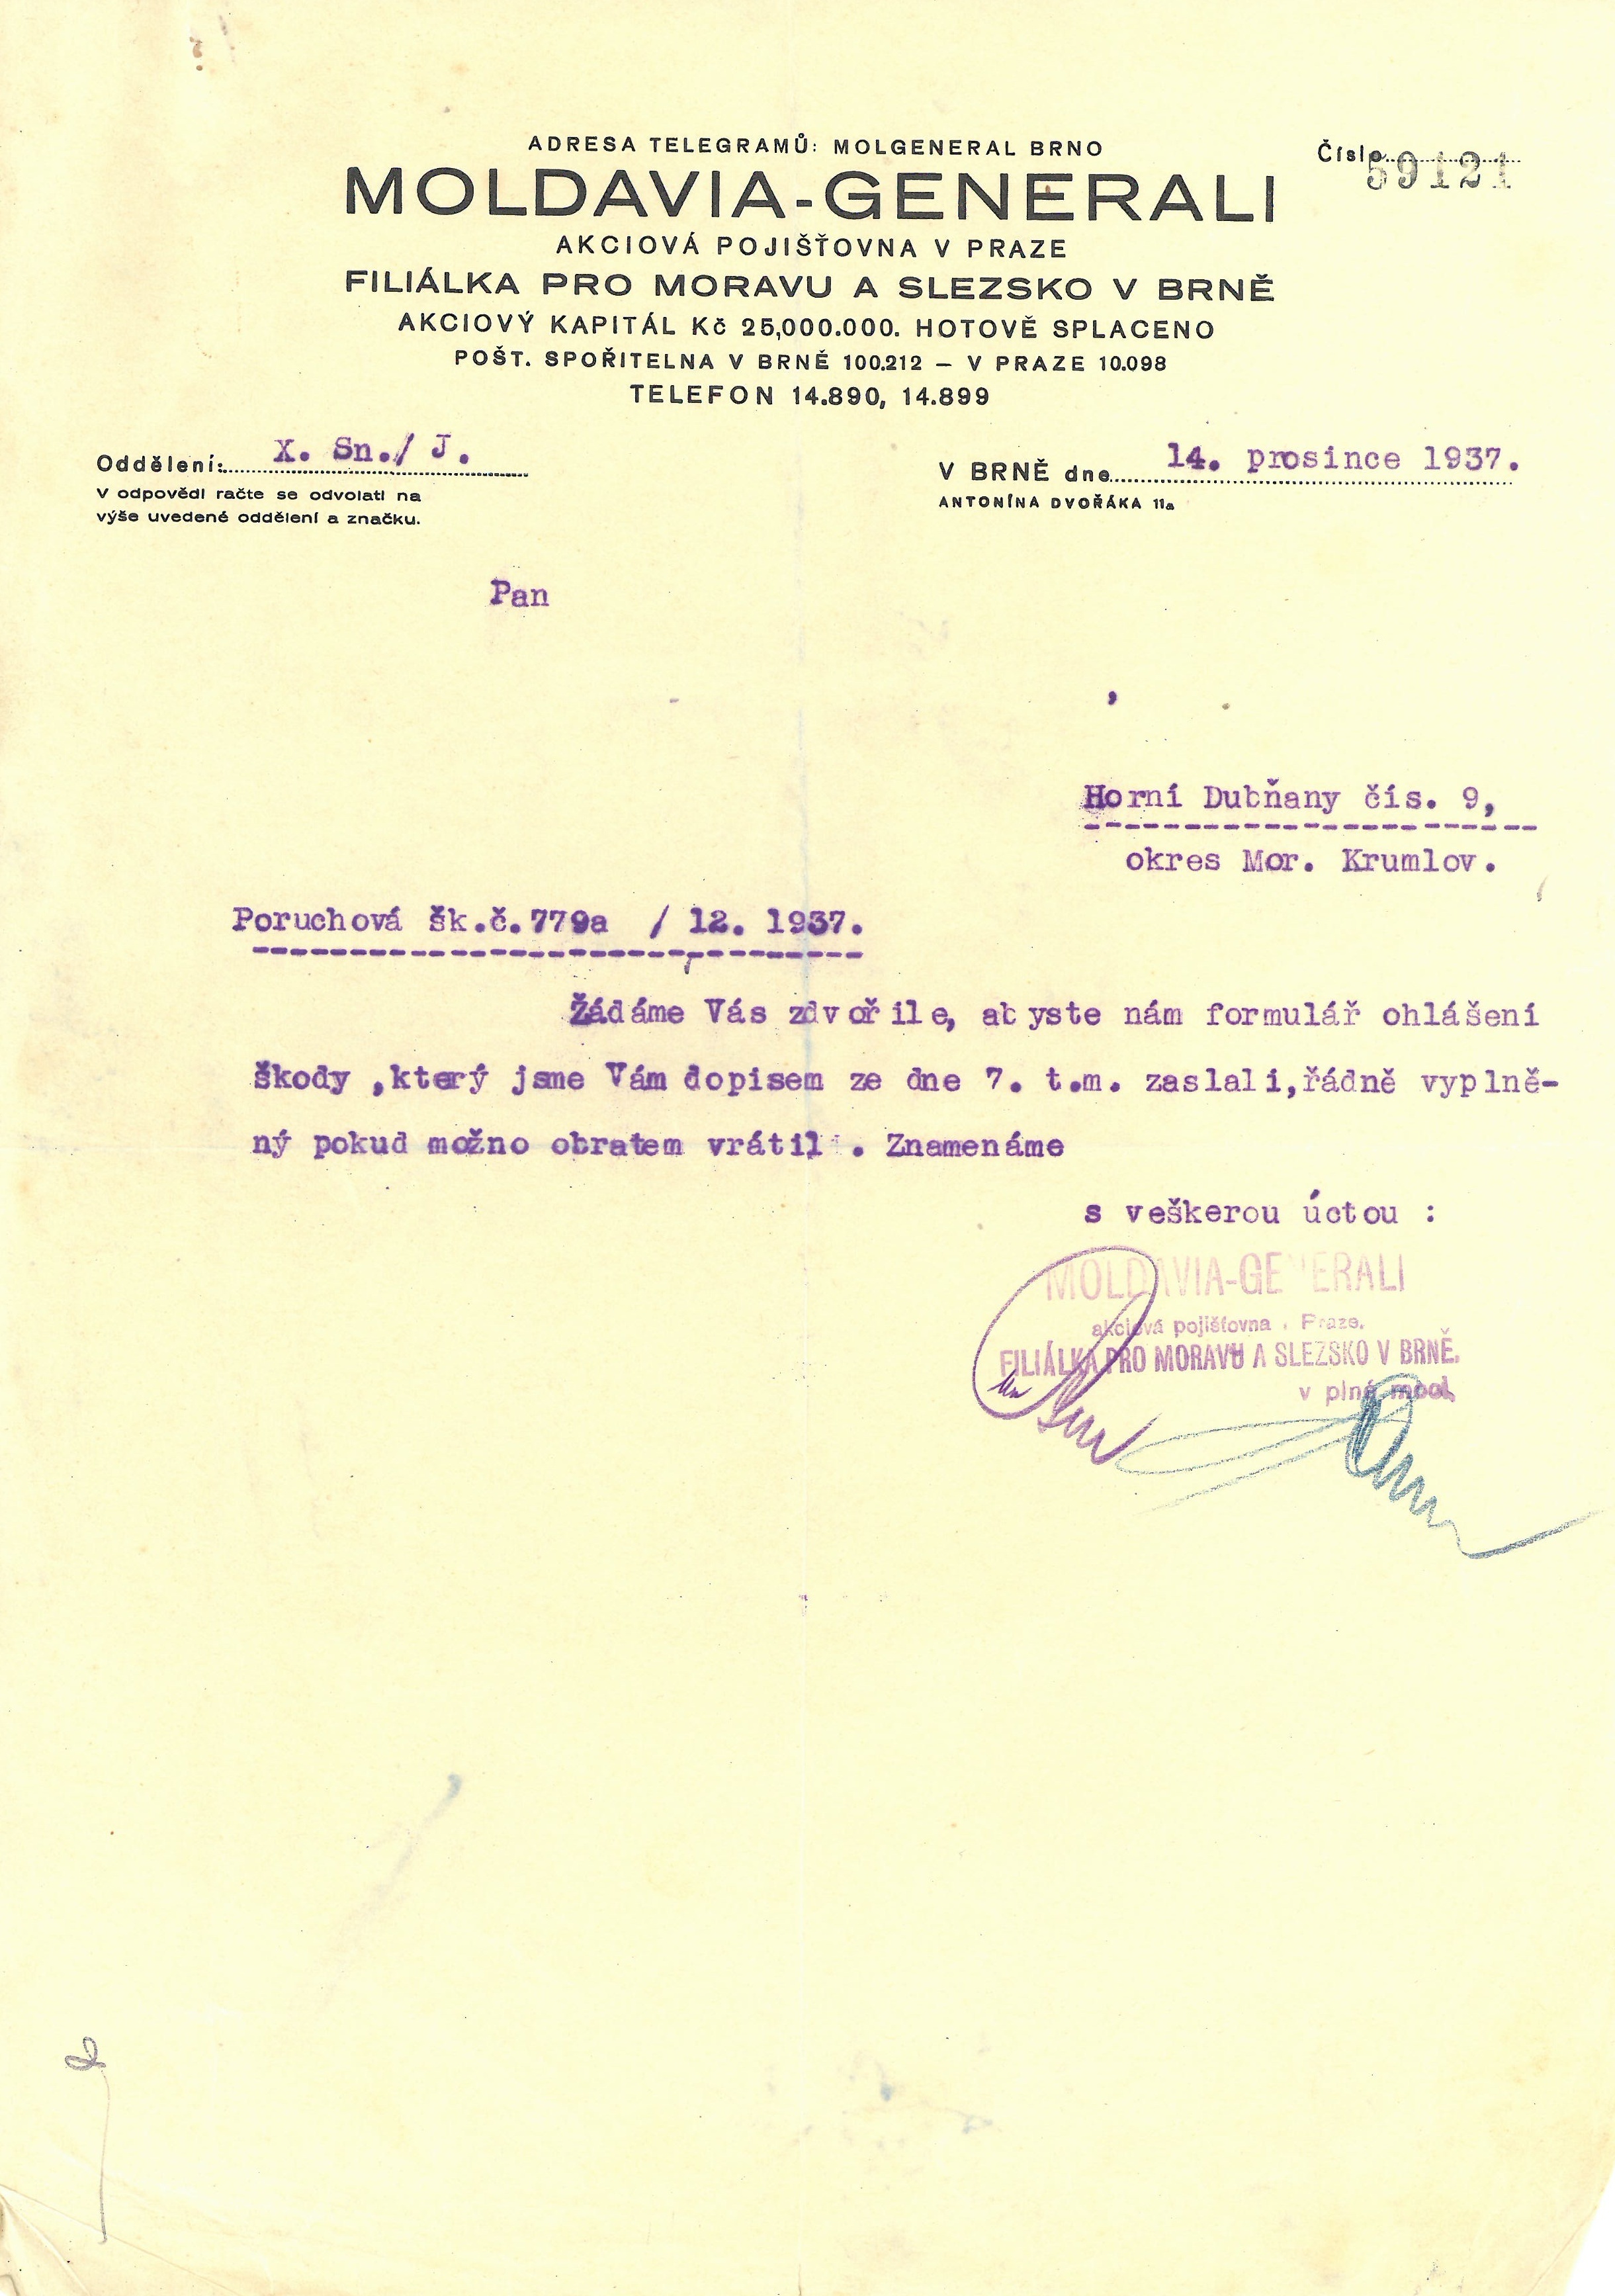 ADRESA TELEGRAMŮ: MOLGENERAL BRNO
Číslo 59121
MOLDAVIA-GENERALI
AKCIOVÁ POJIŠŤOVNA V PRAZE
FILIÁLKA PRO MORAVU A SLEZSKO V BRNĚ
AKCIOVÝ KAPITÁL Kč 25,000.000. HOTOVĚ SPLACENO
POŠT. SPOŘITELNA V BRNĚ 100.212 — V PRAZE 10.098
TELEFON 14.890, 14.899
Oddělení: X. Sn./ J.
V odpovědi račte se odvolati na
výše uvedené oddělení a značku.
V BRNĚ dne 14. prosince 1937.
ANTONÍNA DVOŘÁKA 11a
Pan
,
Horní Dubňany čís. 9,
okres Mor. Krumlov.
Poruchová šk.č.779a / 12. 1937.
Žádáme Vás zdvořile, abyste nám formulář ohlášení
škody ,který jsme Vám dopisem ze dne 7. t.m. zaslali,řádně vyplně-
ný pokud možno obratem vrátil . Znamenáme
s veškerou úctou :
MOLDAVIA-GENERALI
akciová pojišťovna v Praze.
FILIÁLKA PRO MORAVU A SLEZSKO V BRNĚ.
v plné moci